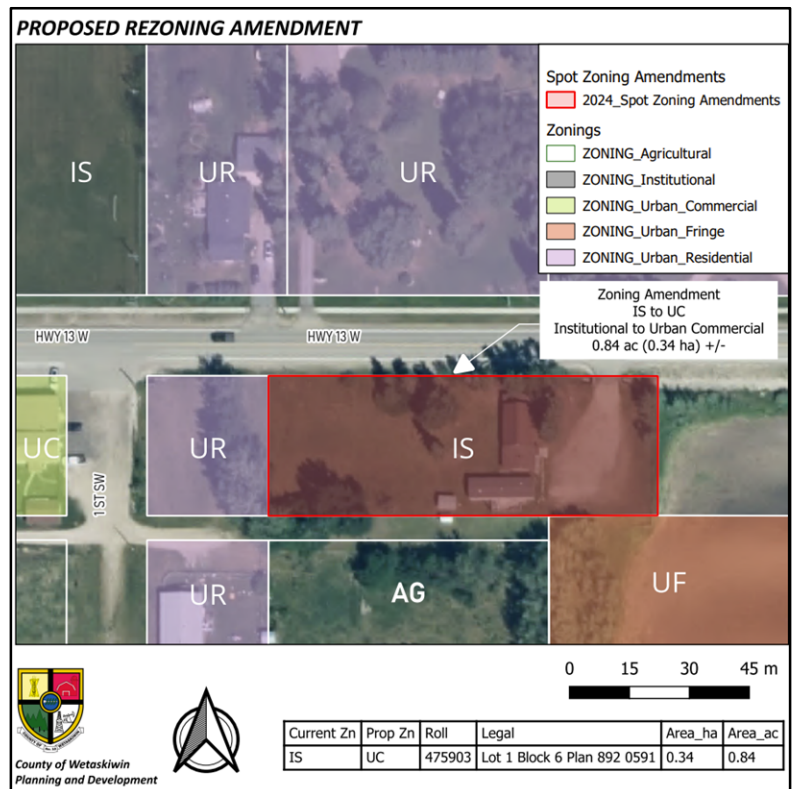 PROPOSED REZONING AMENDMENT
Spot Zoning Amendments
2024_Spot Zoning Amendments
Zonings
ZONING_Agricultural
ZONING_Institutional
ZONING_Urban_Commercial
ZONING_Urban_Fringe
ZONING_Urban_Residential
IS
UR
UR
Zoning Amendment
IS to UC
Institutional to Urban Commercial
0.84 ac (0.34 ha) +/-
HWY 13 W
HWY 13 W
UC
1 ST SW
UR
IS
UR
AG
UF
0 15 30 45 m
County of Wetaskiwin
Planning and Development
Current Zn Prop Zn Roll Legal Area_ha Area_ac
IS UC 475903 Lot 1 Block 6 Plan 892 0591 0.34 0.84